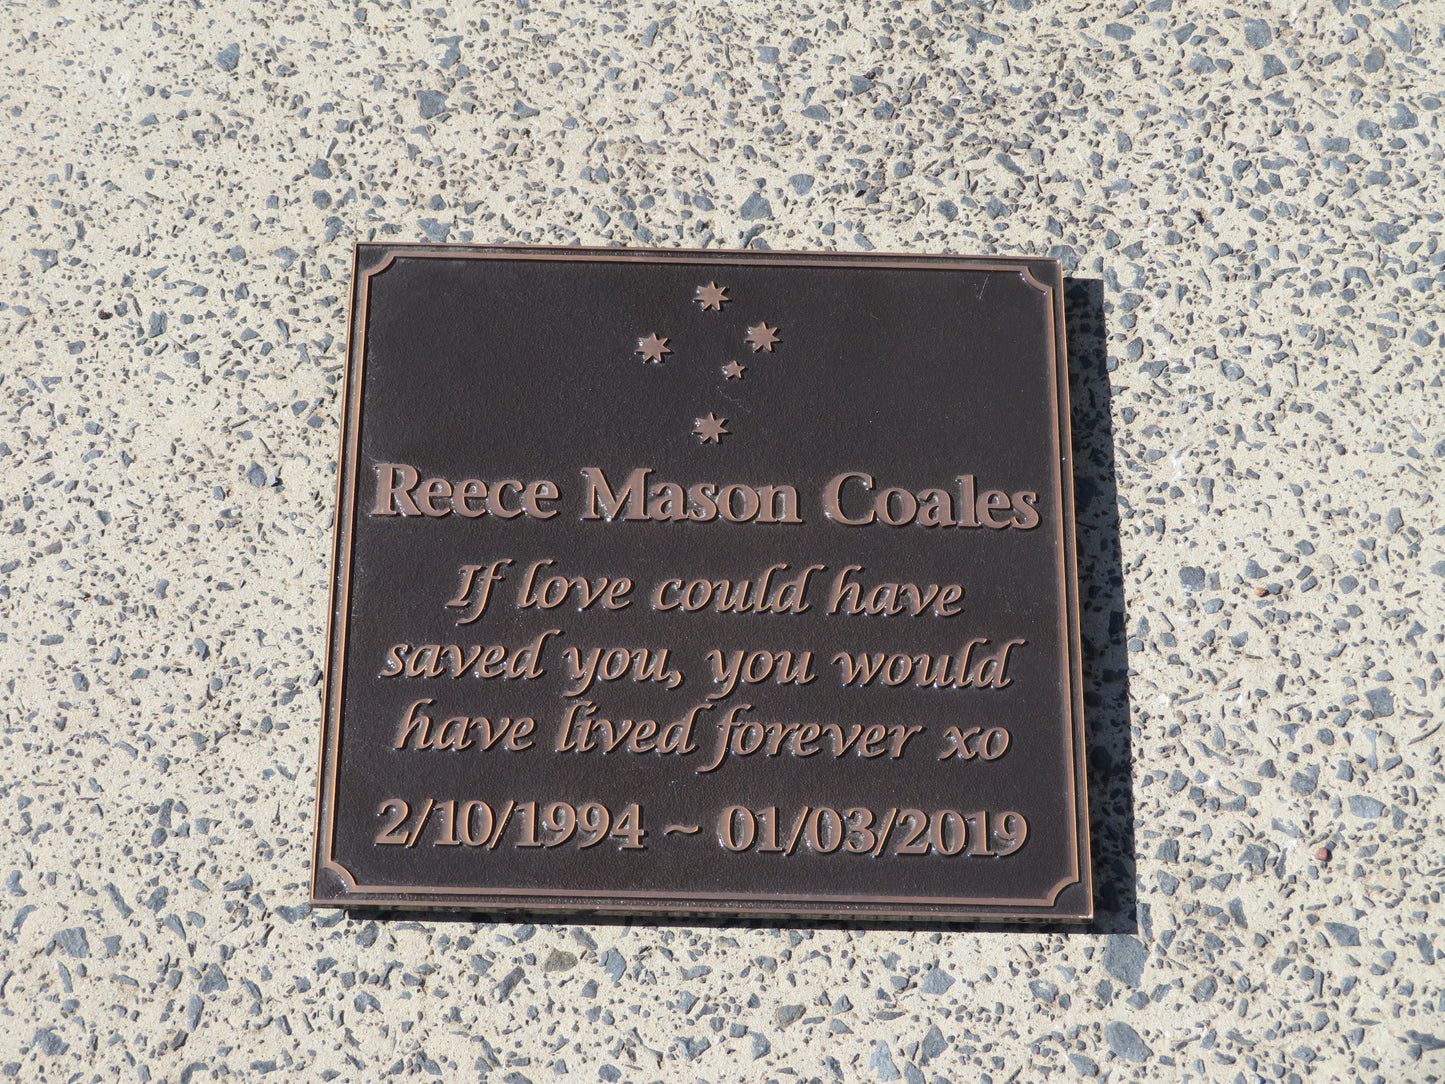 Reece Mason Coales
If love could have
saved you, you would
have lived forever xo
2/10/1994 ~ 01/03/2019